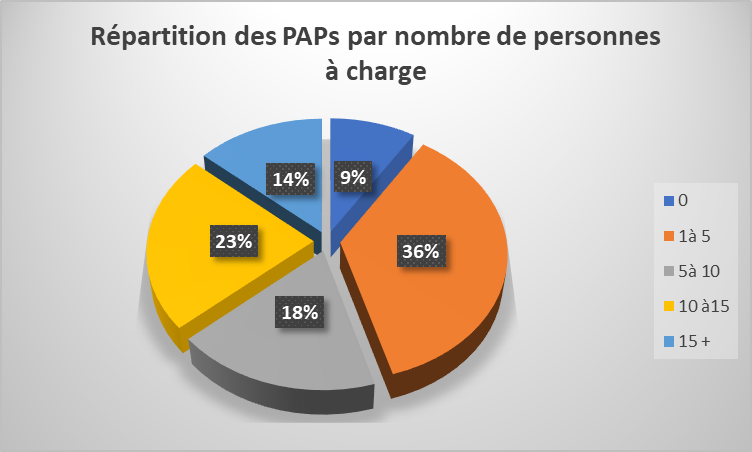 Répartition des PAPs par nombre de personnes
à charge
9%
14%
36%
23%
18%
0
1à 5
5à 10
10 à15
15 +